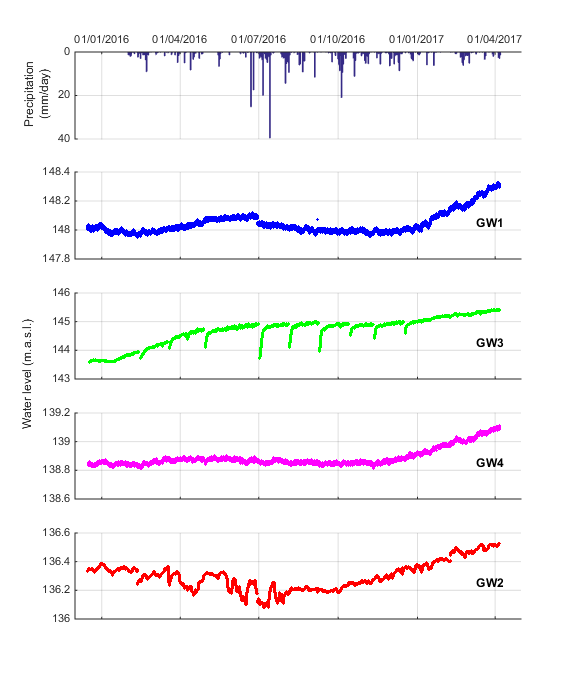 01/01/2016 01/04/2016 01/07/2016 01/10/2016 01/01/2017 01/04/2017
Precipitation
(mm/day)
0
20
40
148.4
148.2
148
147.8
GW1
Water level (m.a.s.l.)
146
145
144
143
GW3
139.2
139
138.8
138.6
GW4
136.6
136.4
136.2
136
GW2